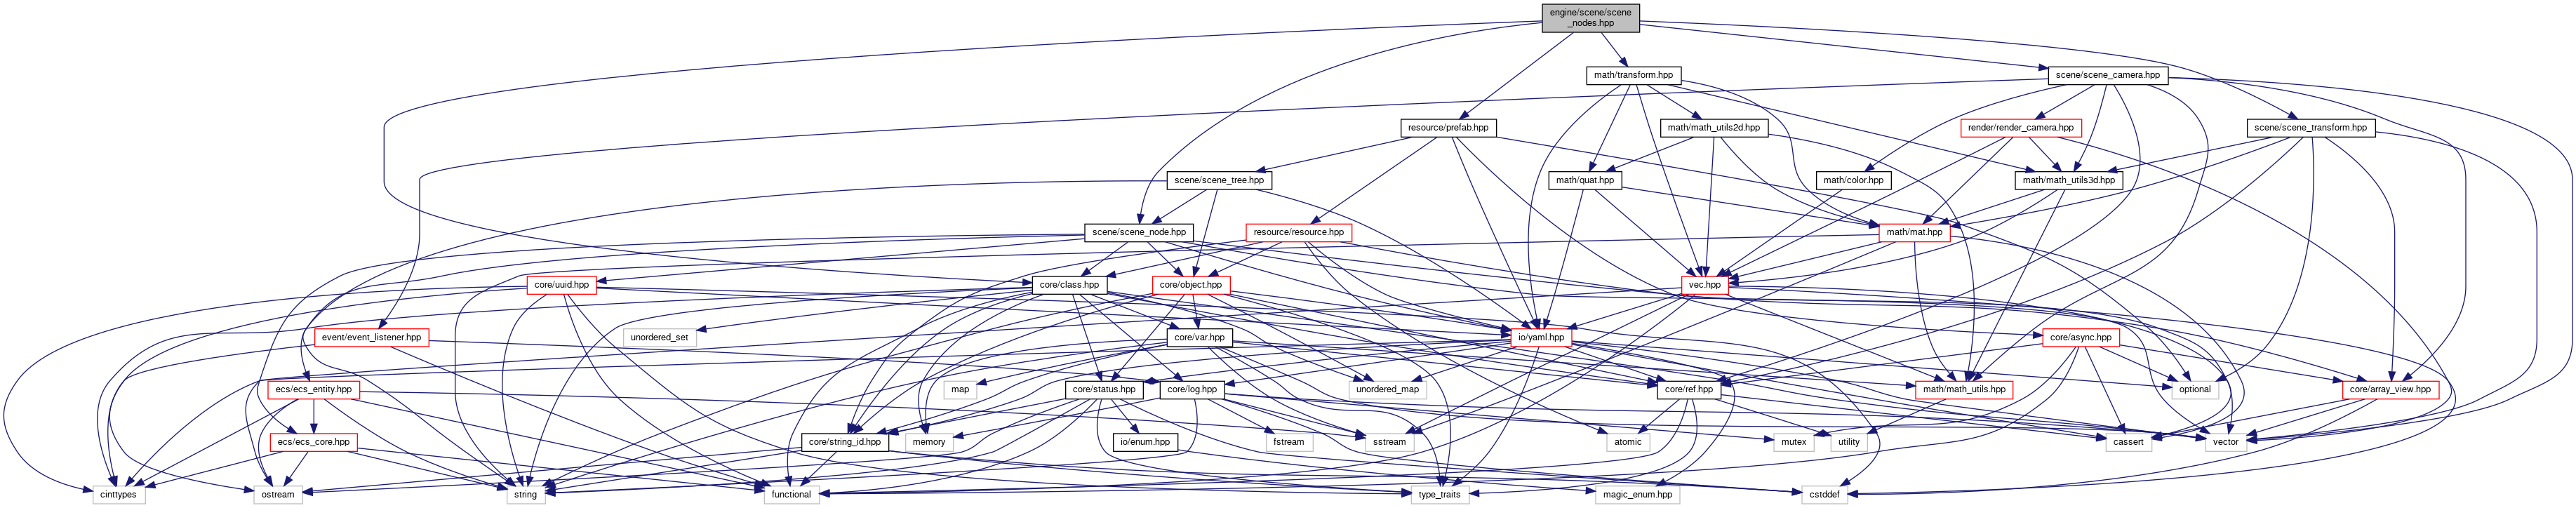 engine/scene/scene
_nodes.hpp
math/transform.hpp
scene/scene_camera.hpp
resource/prefab.hpp
math/math_utils2d.hpp
render/render_camera.hpp
scene/scene_transform.hpp
scene/scene_tree.hpp
math/quat.hpp
math/color.hpp
math/math_utils3d.hpp
scene/scene_node.hpp
resource/resource.hpp
math/mat.hpp
core/uuid.hpp
core/class.hpp
core/object.hpp
vec.hpp
event/event_listener.hpp
unordered_set
core/var.hpp
io/yaml.hpp
core/async.hpp
ecs/ecs_entity.hpp
map
core/status.hpp
core/log.hpp
unordered_map
core/ref.hpp
math/math_utils.hpp
optional
core/array_view.hpp
ecs/ecs_core.hpp
core/string_id.hpp
memory
io/enum.hpp
fstream
sstream
atomic
mutex
utility
cassert
vector
cinttypes
ostream
string
functional
type_traits
magic_enum.hpp
cstddef